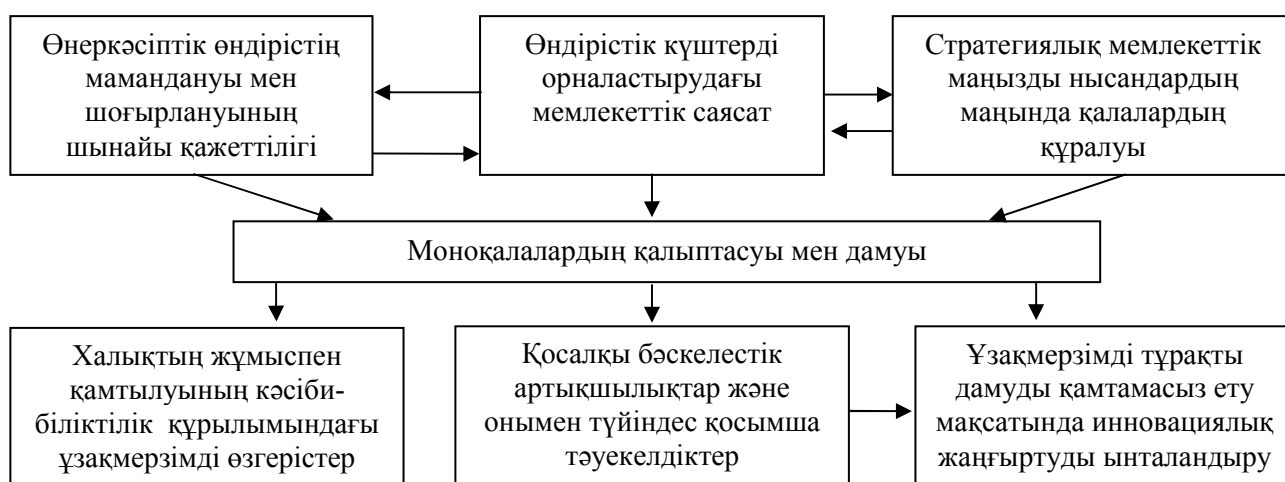 Өнеркәсіптік өндірістің
мамандануы мен
шоғырлануының
шынайы қажеттілігі
Өндірістік күштерді
орналастырудағы
мемлекеттік саясат
Стратегиялық мемлекеттік
маңызды нысандардың
маңында қалалардың
құралуы
Моноқалалардың қалыптасуы мен дамуы
Халықтың жұмыспен
қамтылуының кәсіби-
біліктілік құрылымындағы
ұзақмерзімді өзгерістер
Қосалқы бәскелестік
артықшылықтар және
онымен түйіндес қосымша
тәуекелдіктер
Ұзақмерзімді тұрақты
дамуды қамтамасыз ету
мақсатында инновациялық
жаңғыртуды ынталандыру